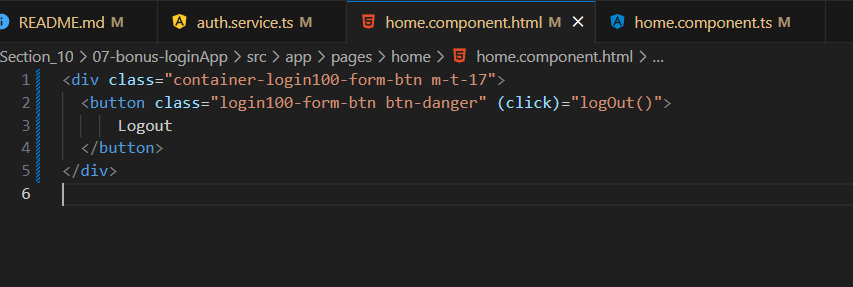 README.md M auth.service.ts M home.component.html M home.component.ts M
Section_10 > 07-bonus-loginApp > src > app > pages > home > home.component.html > ...
1 <div class="container-login100-form-btn m-t-17">
2 <button class="login100-form-btn btn-danger" (click)="logOut()">
3 Logout
4 </button>
5 </div>
6